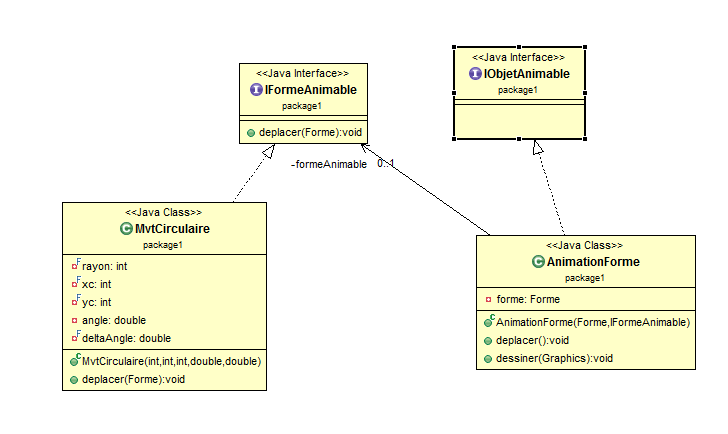 <<Java Interface>>
IFormeAnimable
package1
deplacer(Forme):void
<<Java Interface>>
IObjetAnimable
package1
-formeAnimable 0..1
<<Java Class>>
MvtCirculaire
package1
F rayon: int
F xc: int
F yc: int
angle: double
F deltaAngle: double
C MvtCirculaire(int,int,int,double,double)
deplacer(Forme):void
<<Java Class>>
AnimationForme
package1
forme: Forme
C AnimationForme(Forme,IFormeAnimable)
deplacer():void
dessiner(Graphics):void